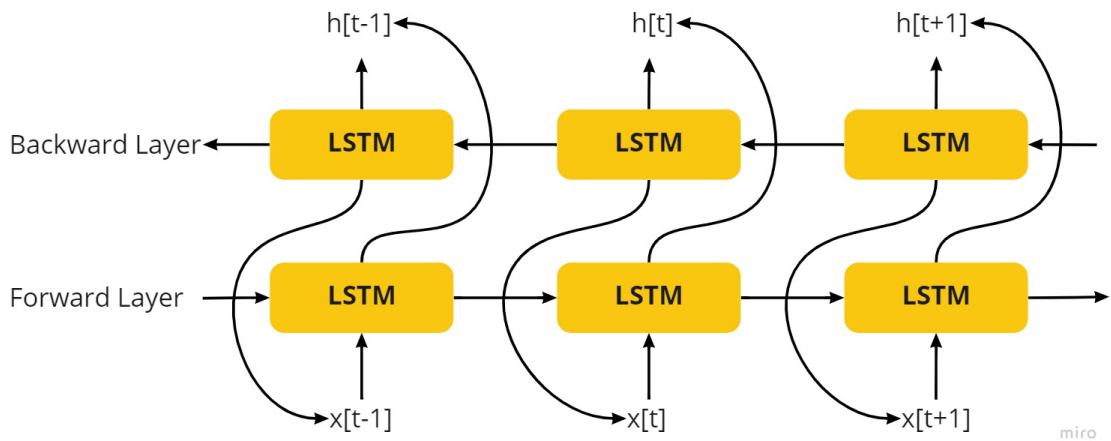 h[t-1] h[t] h[t+1]
Backward Layer LSTM LSTM LSTM
Forward Layer LSTM LSTM LSTM
x[t-1] x[t] x[t+1]
miro